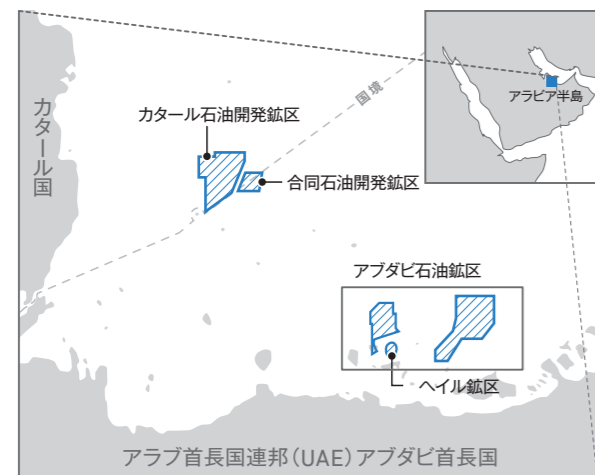 アラビア半島
国境
カタール国
カタール石油開発鉱区
合同石油開発鉱区
アブダビ石油鉱区
ヘイル鉱区
アラブ首長国連邦(UAE)アブダビ首長国